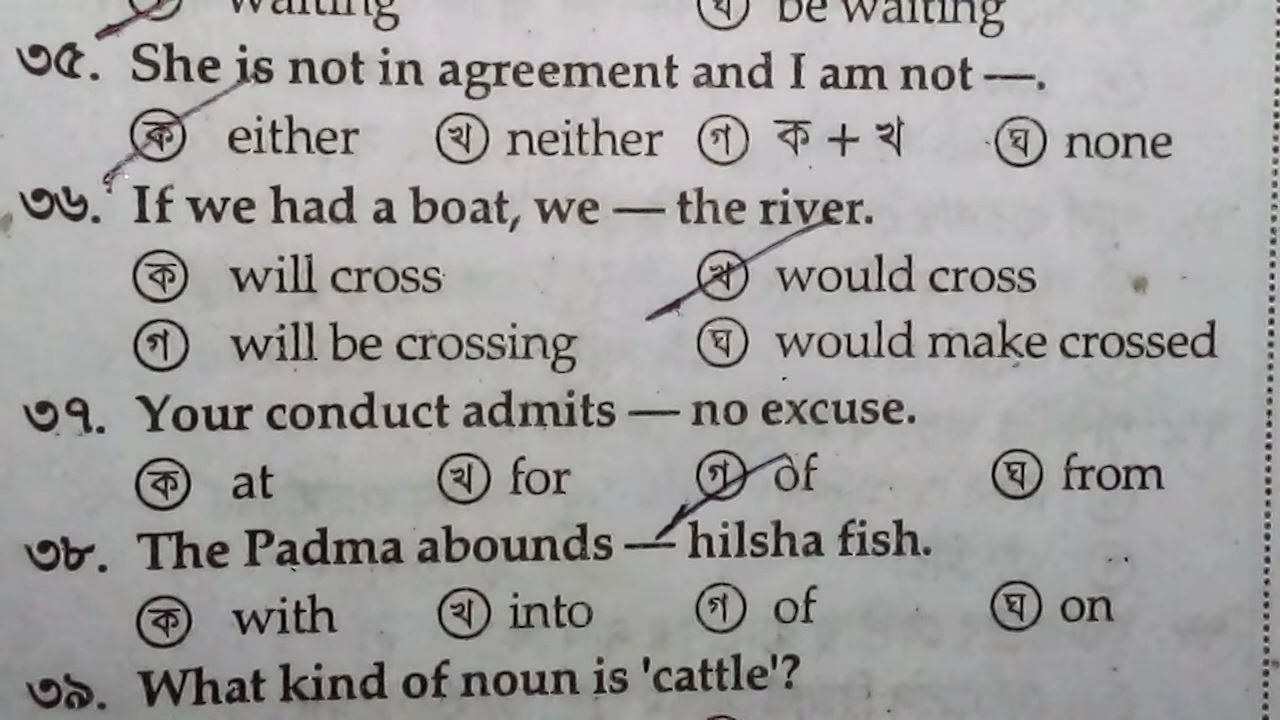 waiting ঘ be waiting
৩৫. She is not in agreement and I am not —.
ক either খ neither গ ক + খ ঘ none
৩৬. If we had a boat, we — the river.
ক will cross খ would cross
গ will be crossing ঘ would make crossed
৩৭. Your conduct admits — no excuse.
ক at খ for গ of ঘ from
৩৮. The Padma abounds — hilsha fish.
ক with খ into গ of ঘ on
৩৯. What kind of noun is 'cattle'?